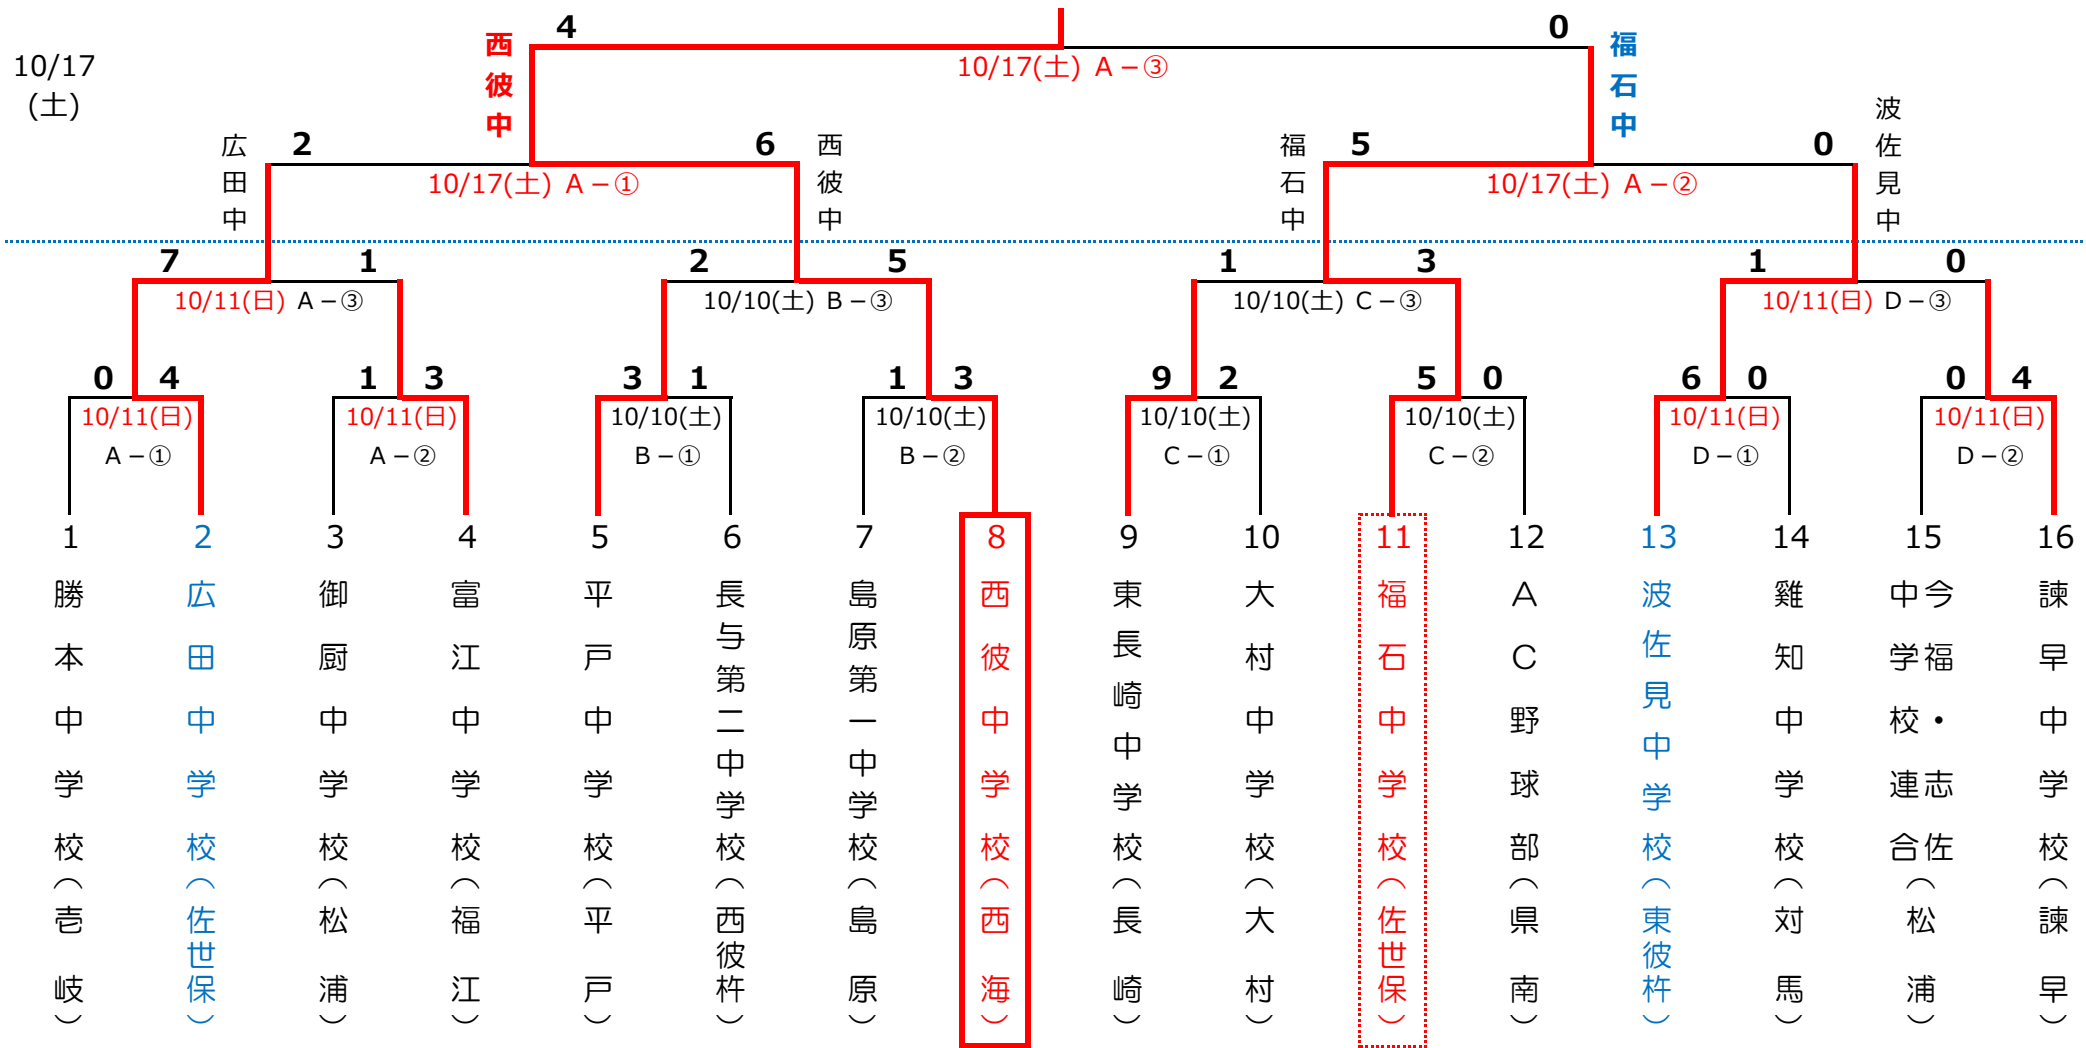 4
0
西彼中
福石中
10/17
(土)
10/17(土) A－③
広田中
2
6
西彼中
福石中
5
0
波佐見中
10/17(土) A－①
10/17(土) A－②
7
1
2
5
1
3
1
0
10/11(日) A－③
10/10(土) B－③
10/10(土) C－③
10/11(日) D－③
0 4
1 3
3 1
1 3
9 2
5 0
6 0
0 4
10/11(日)
A－①
10/11(日)
A－②
10/10(土)
B－①
10/10(土)
B－②
10/10(土)
C－①
10/10(土)
C－②
10/11(日)
D－①
10/11(日)
D－②
1
勝本中学校（壱岐）
2
広田中学校（佐世保）
3
御厨中学校（松浦）
4
富江中学校（福江）
5
平戸中学校（平戸）
6
長与第二中学校（西彼杵）
7
島原第一中学校（島原）
8
西彼中学校（西海）
9
東長崎中学校（長崎）
10
大村中学校（大村）
11
福石中学校（佐世保）
12
ＡＣ野球部（県南）
13
波佐見中学校（東彼杵）
14
雞知中学校（対馬）
15
今福・志佐
中学校連合（松浦）
16
諫早中学校（諫早）